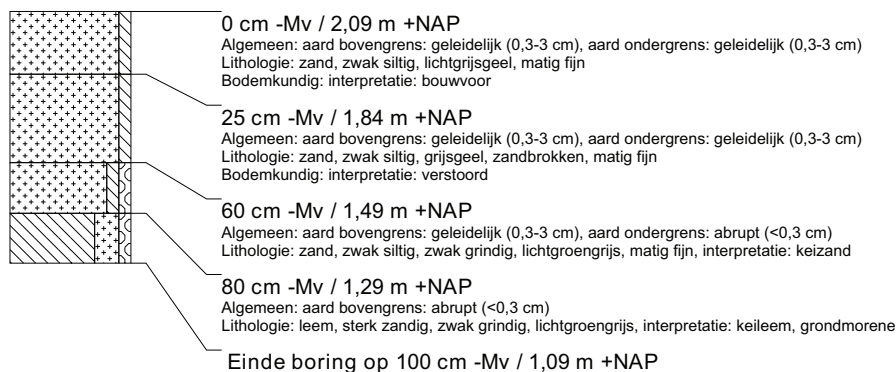 0 cm -Mv / 2,09 m +NAP
Algemeen: aard bovengrens: geleidelijk (0,3-3 cm), aard ondergrens: geleidelijk (0,3-3 cm)
Lithologie: zand, zwak siltig, lichtgrijsgeel, matig fijn
Bodemkundig: interpretatie: bouwvoor
25 cm -Mv / 1,84 m +NAP
Algemeen: aard bovengrens: geleidelijk (0,3-3 cm), aard ondergrens: geleidelijk (0,3-3 cm)
Lithologie: zand, zwak siltig, grijsgeel, zandbrokken, matig fijn
Bodemkundig: interpretatie: verstoord
60 cm -Mv / 1,49 m +NAP
Algemeen: aard bovengrens: geleidelijk (0,3-3 cm), aard ondergrens: abrupt (<0,3 cm)
Lithologie: zand, zwak siltig, zwak grindig, lichtgroengrijs, matig fijn, interpretatie: keizand
80 cm -Mv / 1,29 m +NAP
Algemeen: aard bovengrens: abrupt (<0,3 cm)
Lithologie: leem, sterk zandig, zwak grindig, lichtgroengrijs, interpretatie: keileem, grondmorene
Einde boring op 100 cm -Mv / 1,09 m +NAP